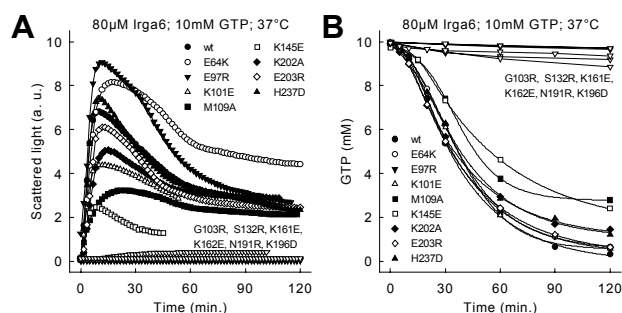 A
80µM Irga6; 10mM GTP; 37°C
wt
E64K
E97R
K101E
M109A
K145E
K202A
E203R
H237D
G103R, S132R, K161E,
K162E, N191R, K196D
Scattered light (a. u.)
10
8
6
4
2
0
0 30 60 90 120
Time (min.)
B
80µM Irga6; 10mM GTP; 37°C
G103R, S132R, K161E,
K162E, N191R, K196D
wt
E64K
E97R
K101E
M109A
K145E
K202A
E203R
H237D
GTP (mM)
10
8
6
4
2
0
0 30 60 90 120
Time (min.)